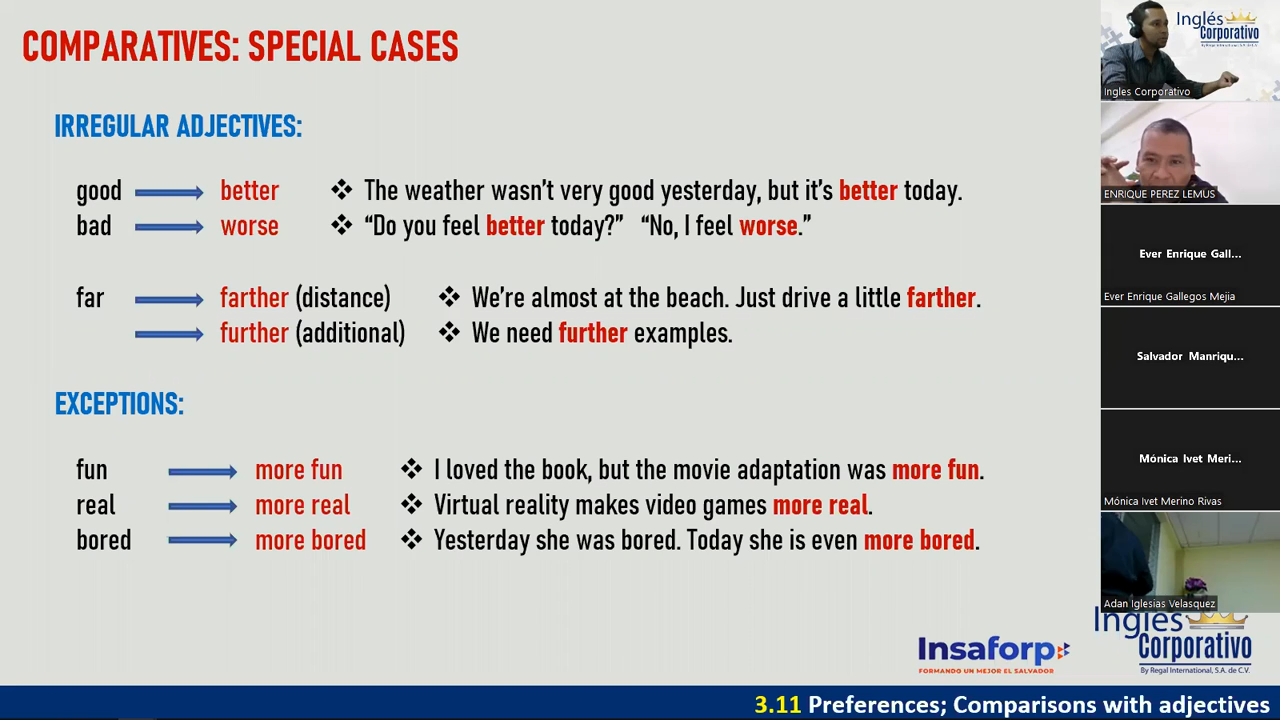 COMPARATIVES: SPECIAL CASES
IRREGULAR ADJECTIVES:
good better ❖ The weather wasn't very good yesterday, but it's better today.
bad worse ❖ “Do you feel better today?” “No, I feel worse.”
far farther (distance) ❖ We're almost at the beach. Just drive a little farther.
further (additional) ❖ We need further examples.
EXCEPTIONS:
fun more fun ❖ I loved the book, but the movie adaptation was more fun.
real more real ❖ Virtual reality makes video games more real.
bored more bored ❖ Yesterday she was bored. Today she is even more bored.
Insaforp
FORMANDO UN MEJOR EL SALVADOR
Inglés
Corporativo
By Regal International, S.A. de C.V.
3.11 Preferences; Comparisons with adjectives
Inglés
Corporativo
By Regal International, S.A. de C.V.
Ingles Corporativo
ENRIQUE PEREZ LEMUS
Ever Enrique Gall...
Ever Enrique Gallegos Mejia
Salvador Manriqu...
Mónica Ivet Meri...
Mónica Ivet Merino Rivas
Adan Iglesias Velasquez